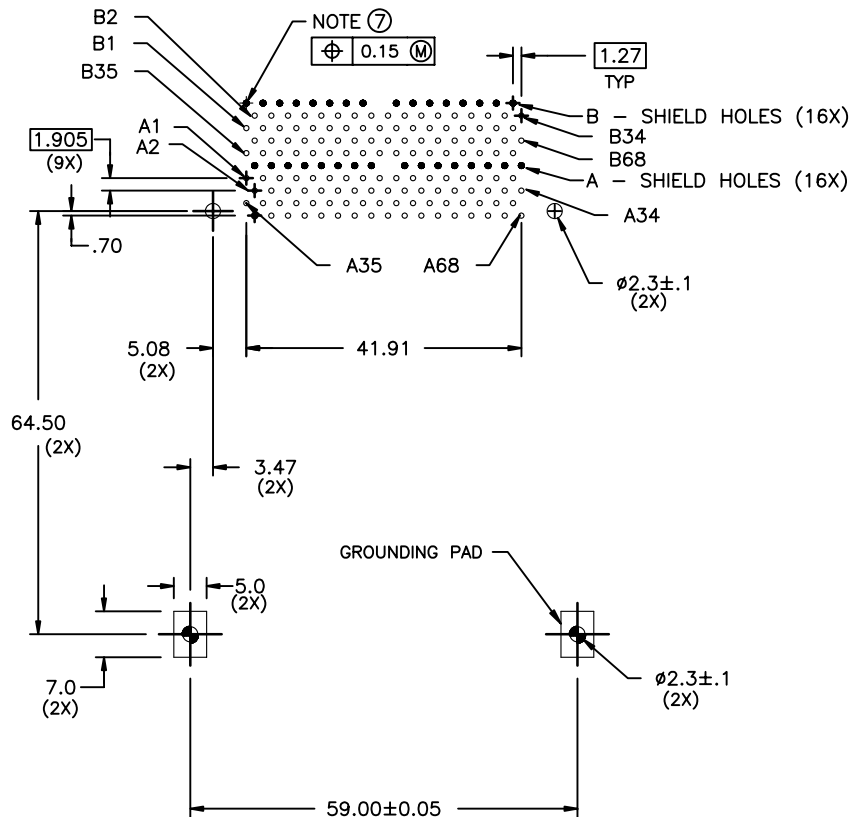 B2
NOTE ⑦
B1
⌖ 0.15 Ⓜ
1.27
TYP
B35
B – SHIELD HOLES (16X)
A1
B34
1.905
(9X)
A2
B68
A – SHIELD HOLES (16X)
A34
.70
A35
A68
ø2.3±.1
(2X)
5.08
(2X)
41.91
64.50
(2X)
3.47
(2X)
GROUNDING PAD
5.0
(2X)
7.0
(2X)
ø2.3±.1
(2X)
59.00±0.05